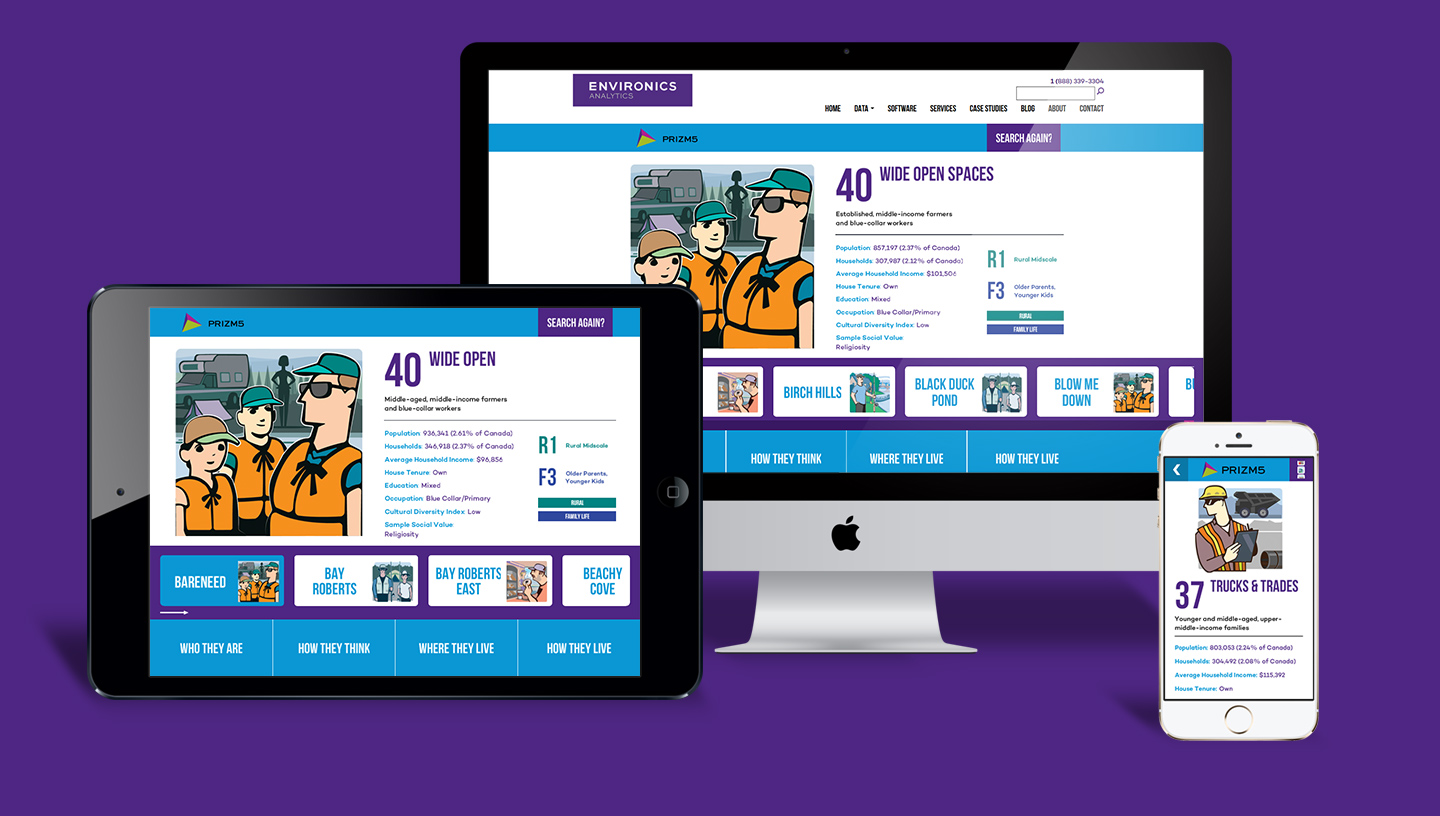 ENVIRONICS
ANALYTICS
1 (888) 339-3304
HOME DATA SOFTWARE SERVICES CASE STUDIES BLOG ABOUT CONTACT
PRIZM5
SEARCH AGAIN?
40 WIDE OPEN SPACES
Established, middle-income farmers
and blue-collar workers
Population: 857,197 (2.37% of Canada)
Households: 307,987 (2.12% of Canada)
Average Household Income: $101,506
House Tenure: Own
Education: Mixed
Occupation: Blue Collar/Primary
Cultural Diversity Index: Low
Sample Social Value:
Religiosity
R1 Rural Midscale
F3 Older Parents,
Younger Kids
RURAL
FAMILY LIFE
BIRCH HILLS
BLACK DUCK
POND
BLOW ME
DOWN
HOW THEY THINK
WHERE THEY LIVE
HOW THEY LIVE
PRIZM5
SEARCH AGAIN?
40 WIDE OPEN
Middle-aged, middle-income farmers
and blue-collar workers
Population: 936,341 (2.61% of Canada)
Households: 346,918 (2.37% of Canada)
Average Household Income: $96,856
House Tenure: Own
Education: Mixed
Occupation: Blue Collar/Primary
Cultural Diversity Index: Low
Sample Social Value:
Religiosity
R1 Rural Midscale
F3 Older Parents,
Younger Kids
RURAL
FAMILY LIFE
BARENEED
BAY
ROBERTS
BAY ROBERTS
EAST
BEACHY
COVE
WHO THEY ARE
HOW THEY THINK
WHERE THEY LIVE
HOW THEY LIVE
PRIZM5
37 TRUCKS & TRADES
Younger and middle-aged, upper-
middle-income families
Population: 803,053 (2.24% of Canada)
Households: 304,492 (2.08% of Canada)
Average Household Income: $115,392
House Tenure: Own